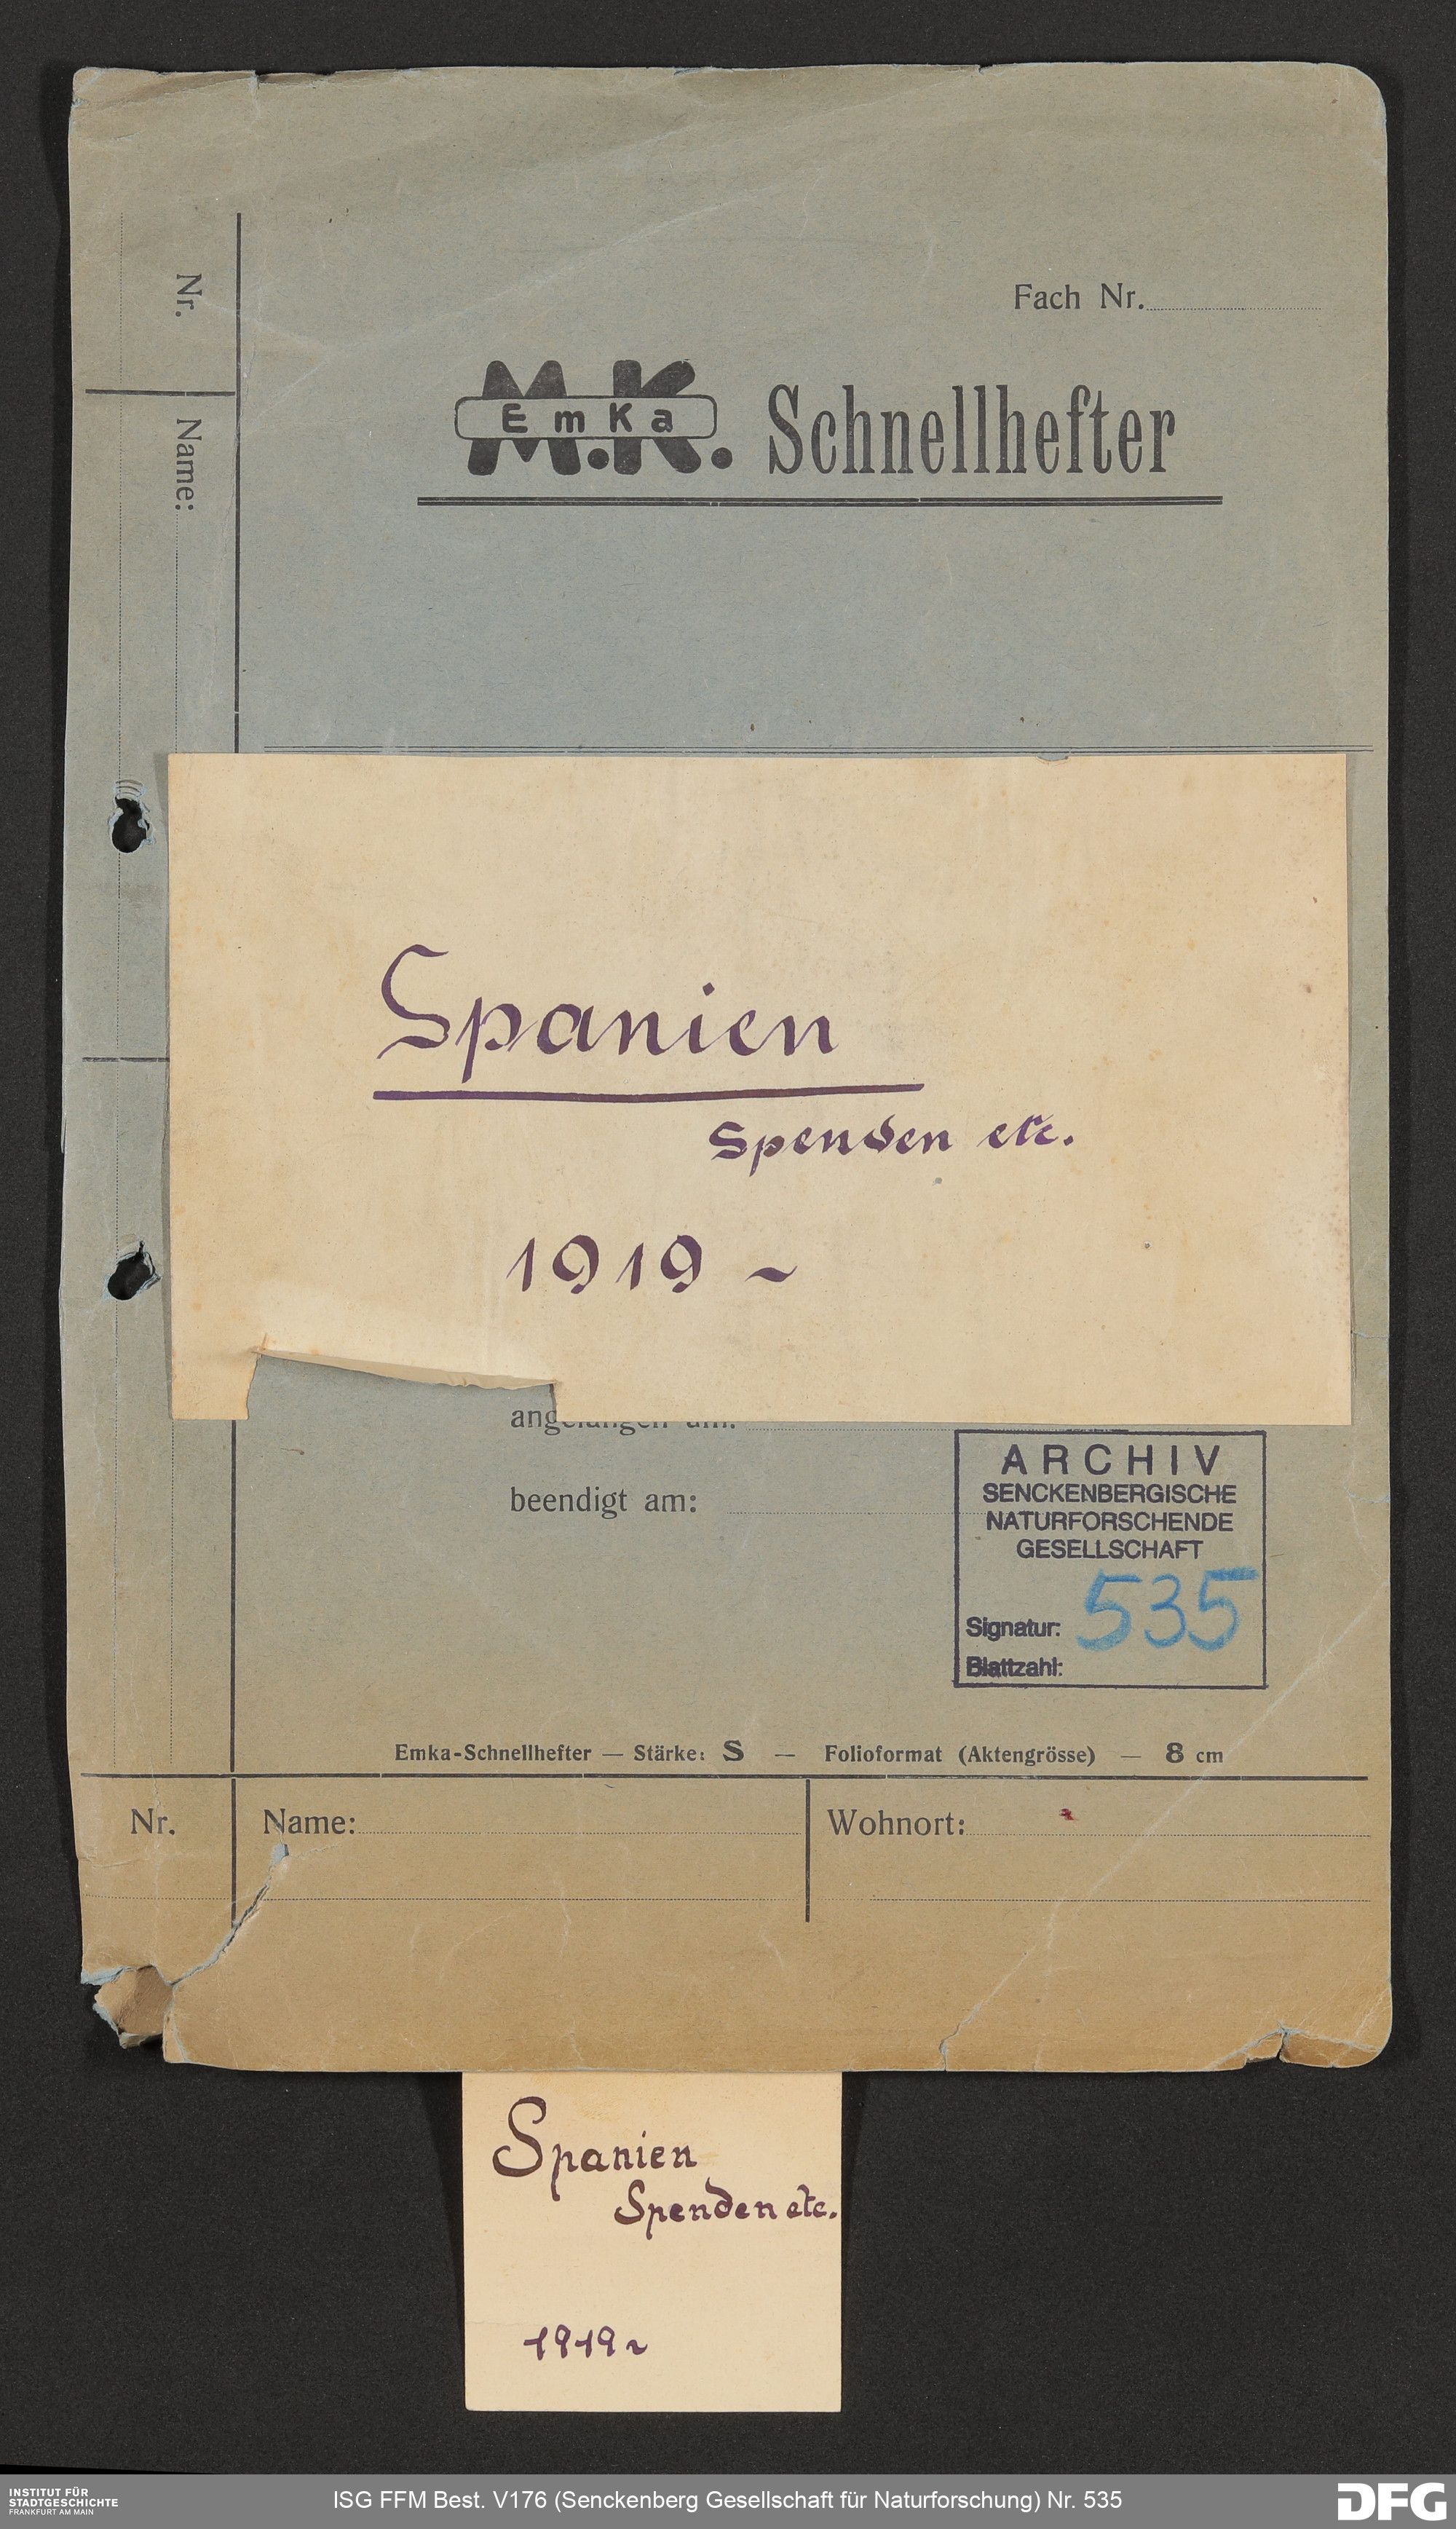 Fach Nr.
Nr.
Name:
M.K.
EmKa
Schnellhefter
Spanien
Spenden etc.
1919 ~
angefangen am:
beendigt am:
ARCHIV
SENCKENBERGISCHE
NATURFORSCHENDE
GESELLSCHAFT
Signatur: 535
Blattzahl:
Emka-Schnellhefter — Stärke: S — Folioformat (Aktengrösse) — 8 cm
Nr. Name: Wohnort:
Spanien
Spenden etc.
1919 ~
INSTITUT FÜR
STADTGESCHICHTE
FRANKFURT AM MAIN
ISG FFM Best. V176 (Senckenberg Gesellschaft für Naturforschung) Nr. 535
DFG